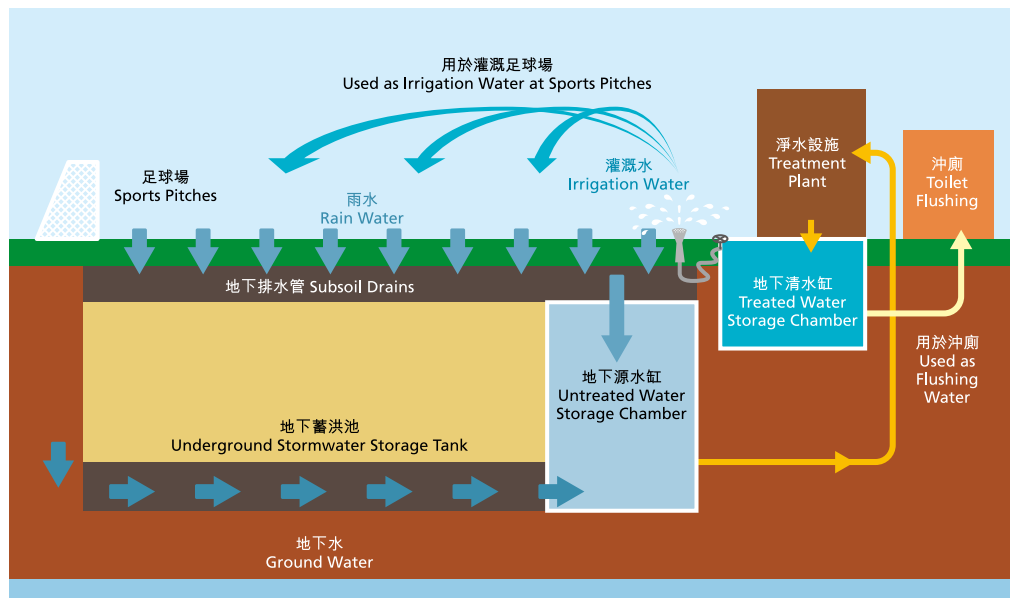 用於灌溉足球場
Used as Irrigation Water at Sports Pitches
足球場
Sports Pitches
雨水
Rain Water
灌溉水
Irrigation Water
淨水設施
Treatment
Plant
沖廁
Toilet
Flushing
地下排水管 Subsoil Drains
地下清水缸
Treated Water
Storage Chamber
用於沖廁
Used as
Flushing
Water
地下源水缸
Untreated Water
Storage Chamber
地下蓄洪池
Underground Stormwater Storage Tank
地下水
Ground Water